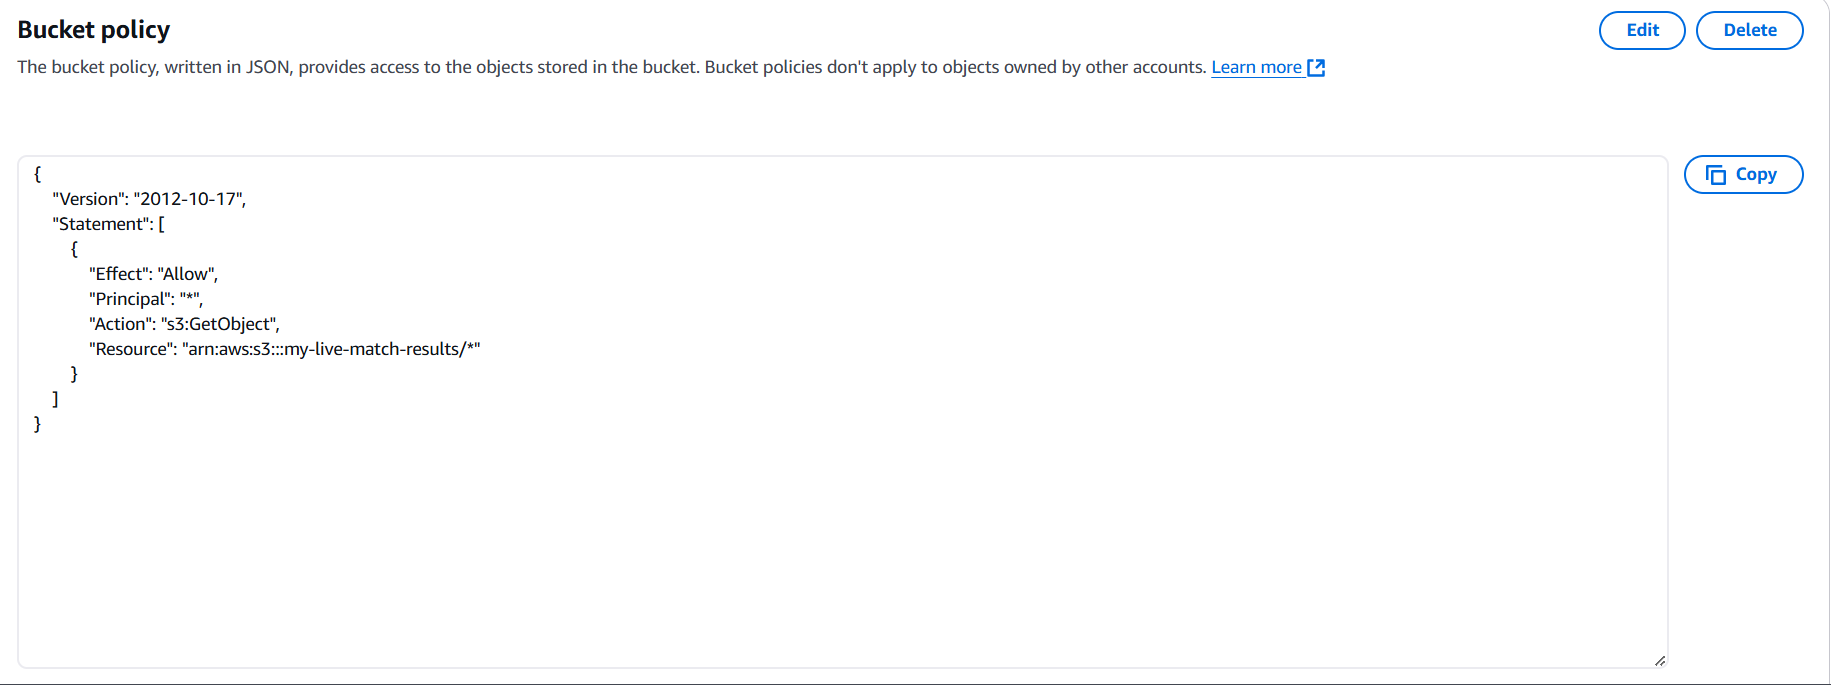 Bucket policy
Edit
Delete
The bucket policy, written in JSON, provides access to the objects stored in the bucket. Bucket policies don't apply to objects owned by other accounts. Learn more
{
"Version": "2012-10-17",
"Statement": [
{
"Effect": "Allow",
"Principal": "*",
"Action": "s3:GetObject",
"Resource": "arn:aws:s3:::my-live-match-results/*"
}
]
}
Copy